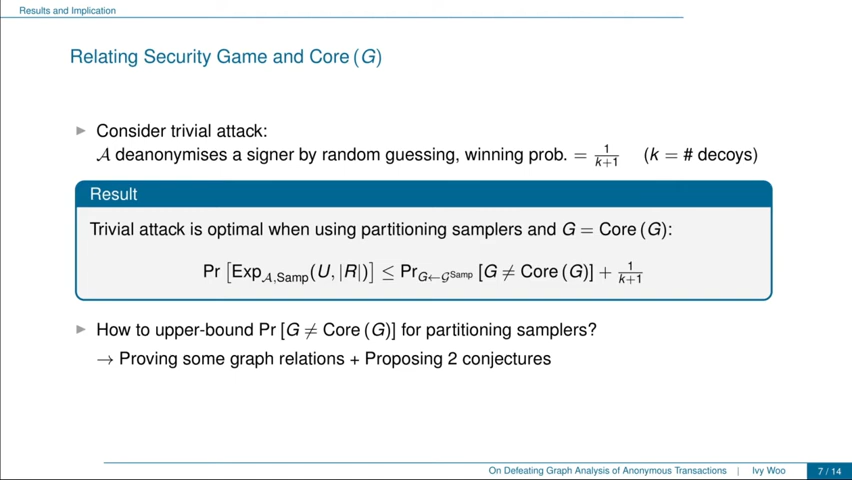 Results and Implication
Relating Security Game and Core (G)
▶ Consider trivial attack:
𝒜 deanonymises a signer by random guessing, winning prob. = 1/(k+1) (k = # decoys)
Result
Trivial attack is optimal when using partitioning samplers and G = Core (G):
Pr [Exp_{𝒜,Samp}(U, |R|)] ≤ Pr_{G←𝒢^{Samp}} [G ≠ Core (G)] + 1/(k+1)
▶ How to upper-bound Pr [G ≠ Core (G)] for partitioning samplers?
→ Proving some graph relations + Proposing 2 conjectures
On Defeating Graph Analysis of Anonymous Transactions | Ivy Woo 7 / 14